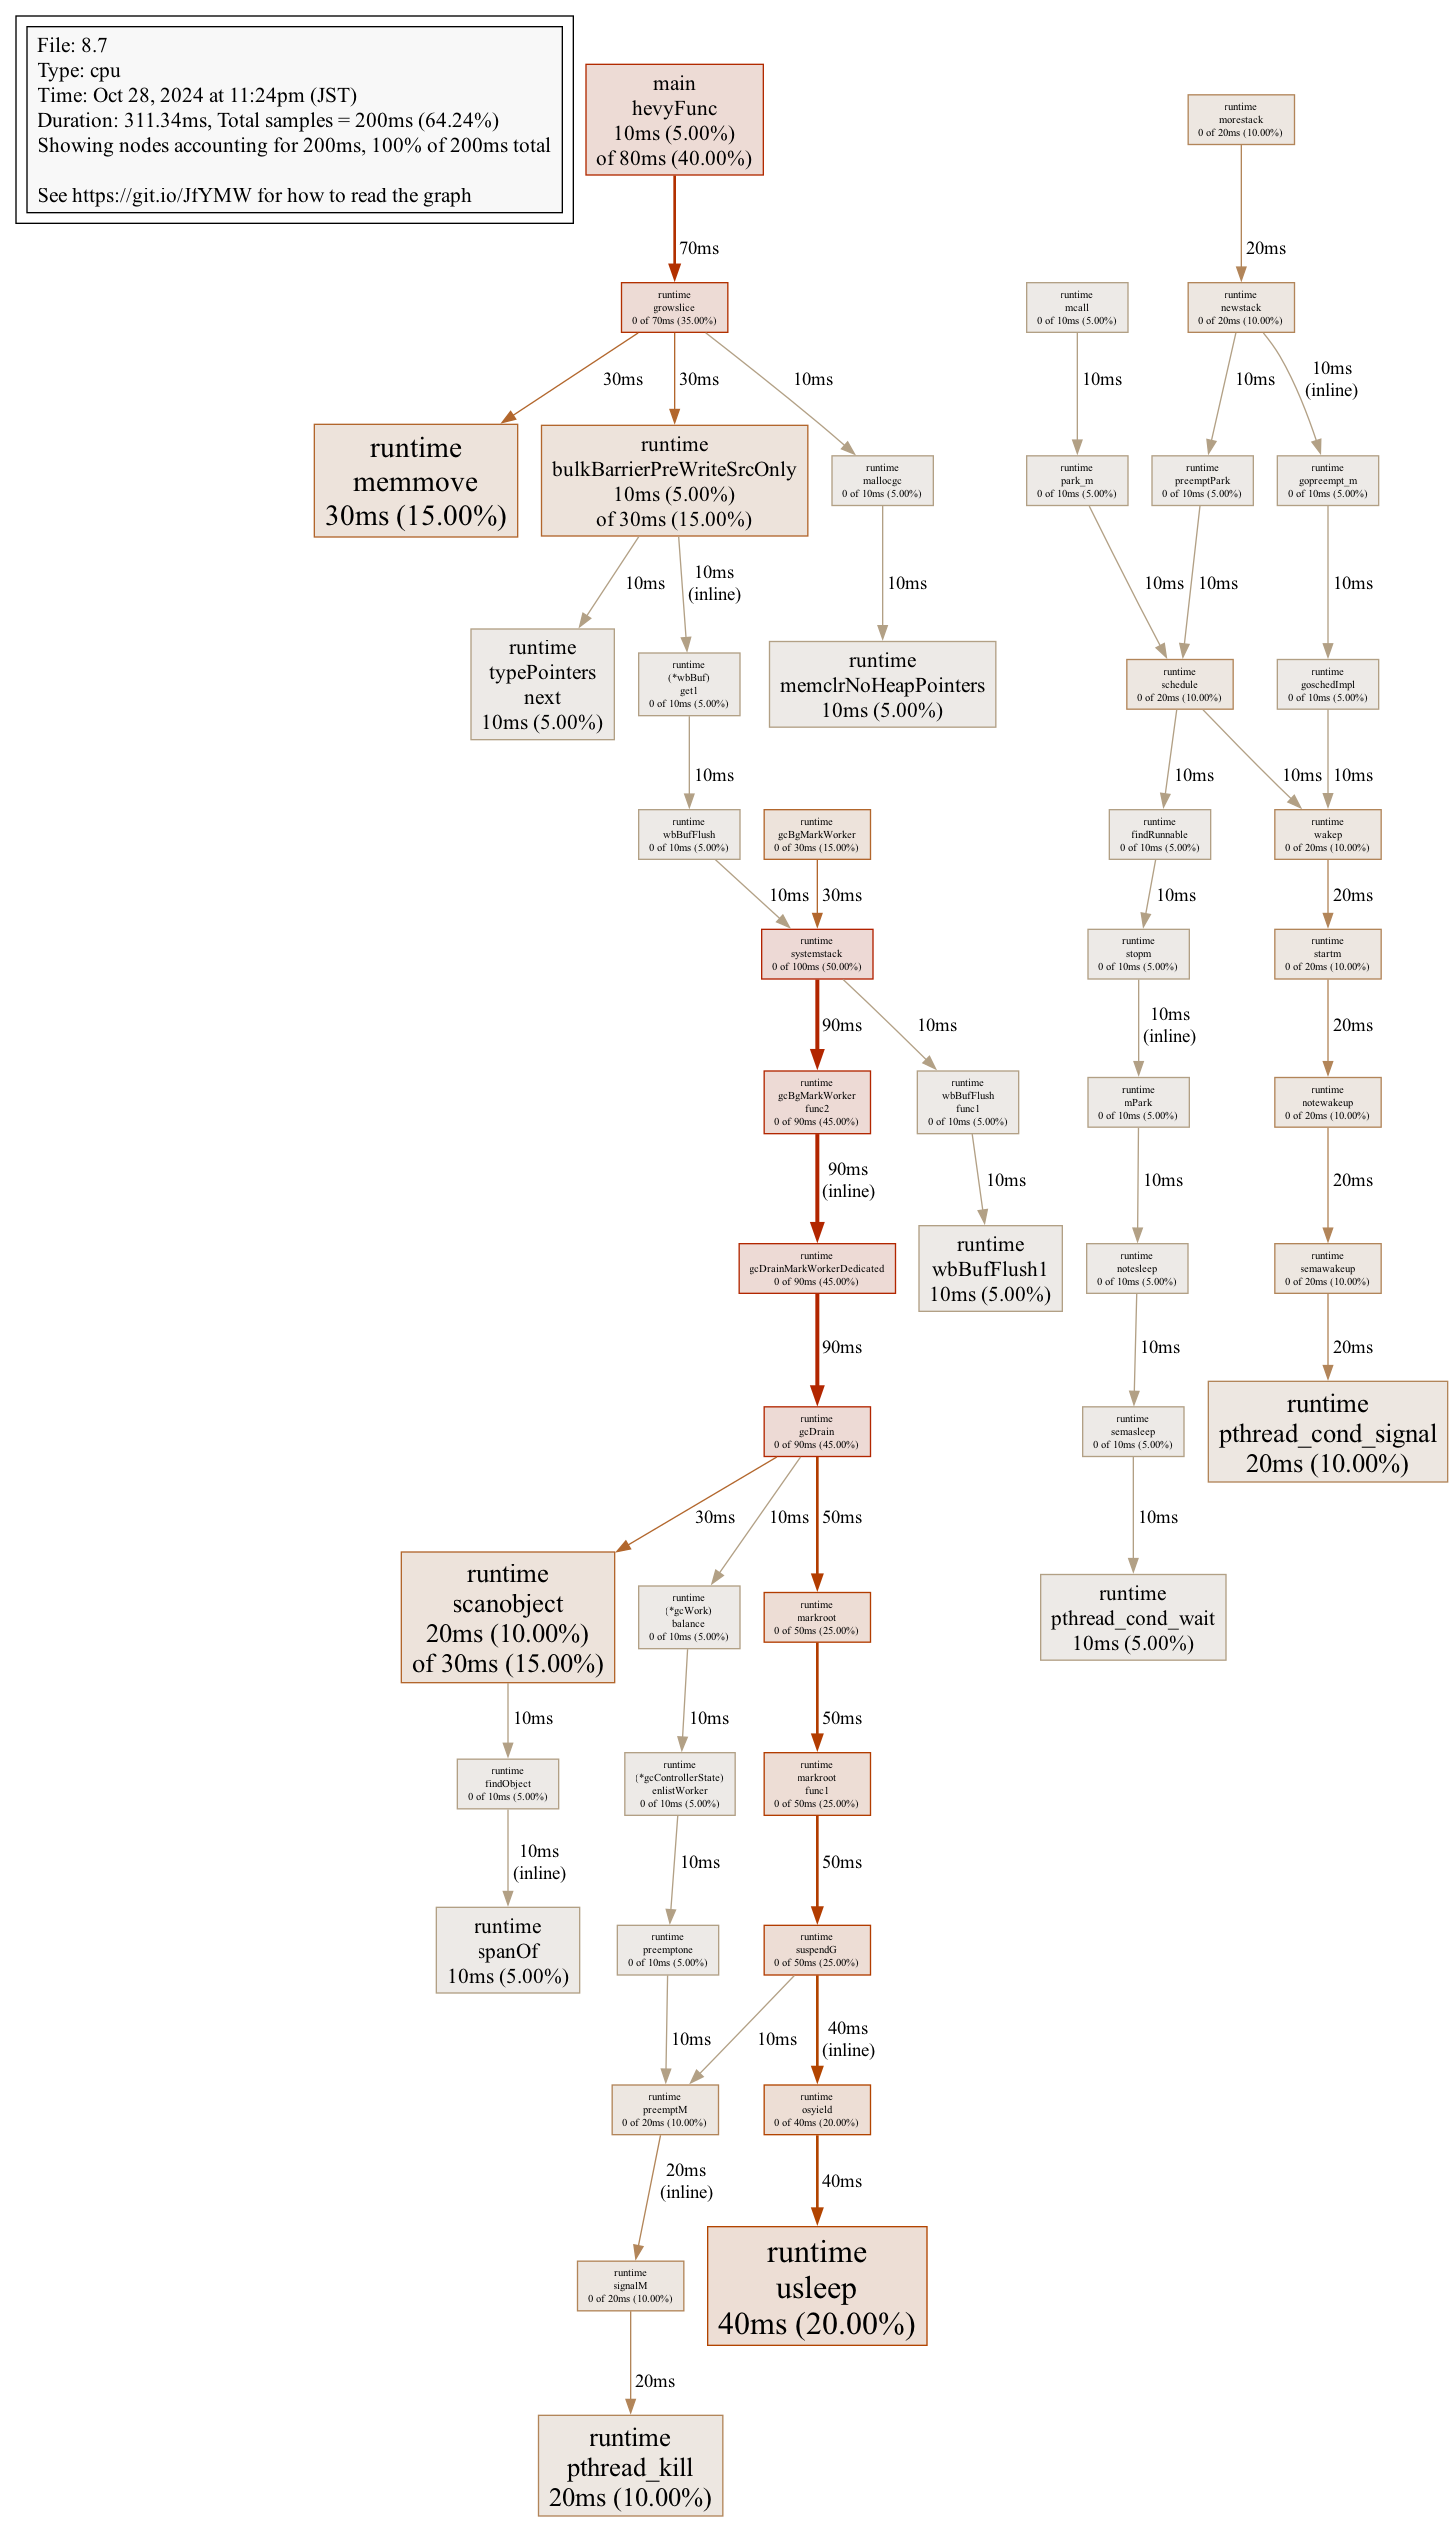 File: 8.7
Type: cpu
Time: Oct 28, 2024 at 11:24pm (JST)
Duration: 311.34ms, Total samples = 200ms (64.24%)
Showing nodes accounting for 200ms, 100% of 200ms total
See https://git.io/JfYMW for how to read the graph
main
hevyFunc
10ms (5.00%)
of 80ms (40.00%)
runtime
morestack
0 of 20ms (10.00%)
70ms
20ms
runtime
growslice
0 of 70ms (35.00%)
runtime
mcall
0 of 10ms (5.00%)
runtime
newstack
0 of 20ms (10.00%)
30ms
30ms
10ms
10ms
10ms
10ms
(inline)
runtime
memmove
30ms (15.00%)
runtime
bulkBarrierPreWriteSrcOnly
10ms (5.00%)
of 30ms (15.00%)
runtime
mallocgc
0 of 10ms (5.00%)
runtime
park_m
0 of 10ms (5.00%)
runtime
preemptPark
0 of 10ms (5.00%)
runtime
gopreempt_m
0 of 10ms (5.00%)
10ms
10ms
(inline)
10ms
10ms
10ms
10ms
runtime
typePointers
next
10ms (5.00%)
runtime
(*wbBuf)
get1
0 of 10ms (5.00%)
runtime
memclrNoHeapPointers
10ms (5.00%)
runtime
schedule
0 of 20ms (10.00%)
runtime
goschedImpl
0 of 10ms (5.00%)
10ms
10ms
10ms
10ms
runtime
wbBufFlush
0 of 10ms (5.00%)
runtime
gcBgMarkWorker
0 of 30ms (15.00%)
runtime
findRunnable
0 of 10ms (5.00%)
runtime
wakep
0 of 20ms (10.00%)
10ms
30ms
10ms
20ms
runtime
systemstack
0 of 100ms (50.00%)
runtime
stopm
0 of 10ms (5.00%)
runtime
startm
0 of 20ms (10.00%)
90ms
10ms
10ms
(inline)
20ms
runtime
gcBgMarkWorker
func2
0 of 90ms (45.00%)
runtime
wbBufFlush
func1
0 of 10ms (5.00%)
runtime
mPark
0 of 10ms (5.00%)
runtime
notewakeup
0 of 20ms (10.00%)
90ms
(inline)
10ms
10ms
20ms
runtime
gcDrainMarkWorkerDedicated
0 of 90ms (45.00%)
runtime
wbBufFlush1
10ms (5.00%)
runtime
notesleep
0 of 10ms (5.00%)
runtime
semawakeup
0 of 20ms (10.00%)
90ms
10ms
20ms
runtime
gcDrain
0 of 90ms (45.00%)
runtime
semasleep
0 of 10ms (5.00%)
runtime
pthread_cond_signal
20ms (10.00%)
30ms
10ms
50ms
10ms
runtime
scanobject
20ms (10.00%)
of 30ms (15.00%)
runtime
(*gcWork)
balance
0 of 10ms (5.00%)
runtime
markroot
0 of 50ms (25.00%)
runtime
pthread_cond_wait
10ms (5.00%)
10ms
10ms
50ms
runtime
findObject
0 of 10ms (5.00%)
runtime
(*gcControllerState)
enlistWorker
0 of 10ms (5.00%)
runtime
markroot
func1
0 of 50ms (25.00%)
10ms
(inline)
10ms
50ms
runtime
spanOf
10ms (5.00%)
runtime
preemptone
0 of 10ms (5.00%)
runtime
suspendG
0 of 50ms (25.00%)
10ms
10ms
40ms
(inline)
runtime
preemptM
0 of 20ms (10.00%)
runtime
osyield
0 of 40ms (20.00%)
20ms
(inline)
40ms
runtime
signalM
0 of 20ms (10.00%)
runtime
usleep
40ms (20.00%)
20ms
runtime
pthread_kill
20ms (10.00%)